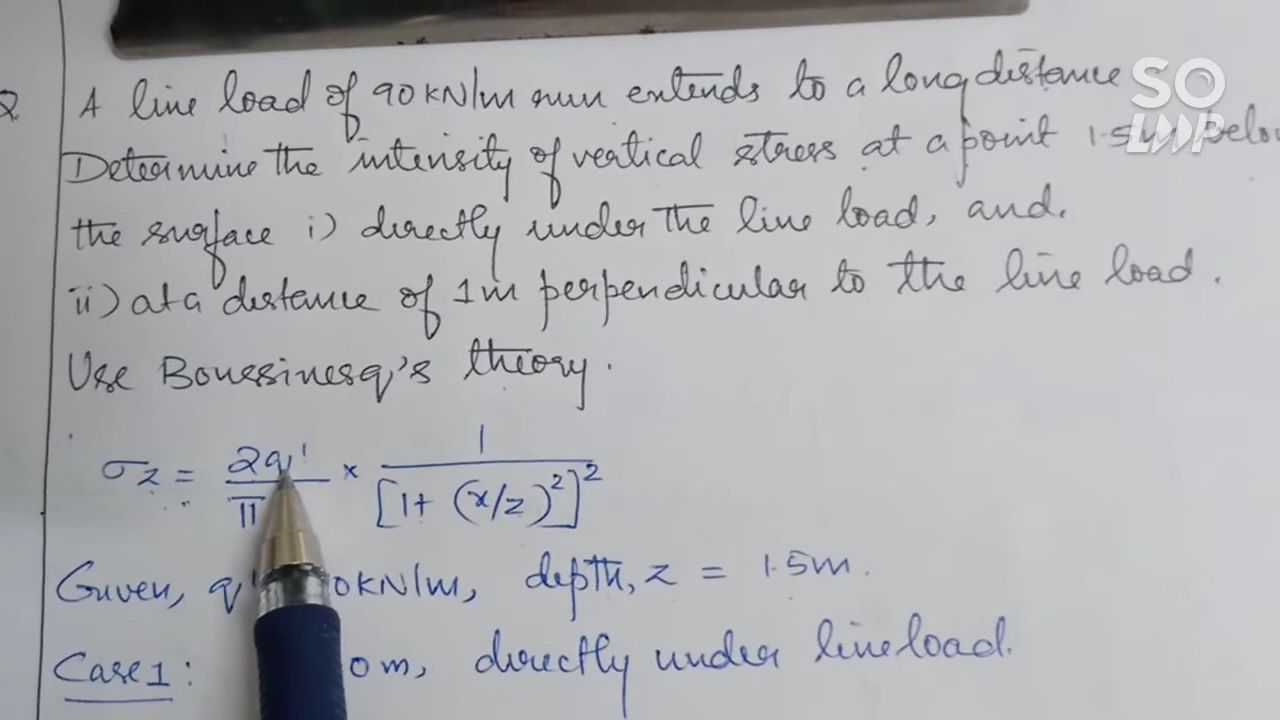 SO
LMP
Q A line load of 90 kN/m run extends to a long distance
Determine the intensity of vertical stress at a point 1.5m below
the surface i) directly under the line load, and.
ii) at a distance of 1m perpendicular to the line load.
Use Boussinesq's theory.
σz = 2q' / π × 1 / [1+ (x/z)²]²
Given, q' 0kN/m, depth, z = 1.5m.
Case 1: 0m, directly under line load.